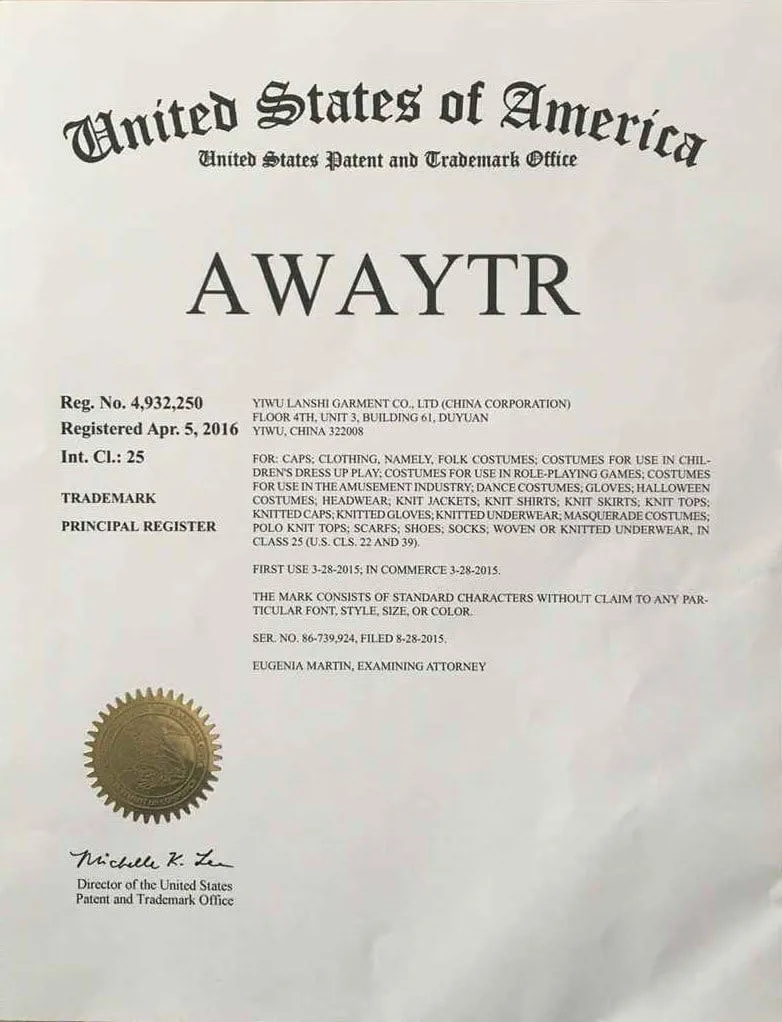 United States of America
United States Patent and Trademark Office
AWAYTR
Reg. No. 4,932,250
Registered Apr. 5, 2016
Int. Cl.: 25
TRADEMARK
PRINCIPAL REGISTER
YIWU LANSHI GARMENT CO., LTD (CHINA CORPORATION)
FLOOR 4TH, UNIT 3, BUILDING 61, DUYUAN
YIWU, CHINA 322008
FOR: CAPS; CLOTHING, NAMELY, FOLK COSTUMES; COSTUMES FOR USE IN CHIL-
DREN'S DRESS UP PLAY; COSTUMES FOR USE IN ROLE-PLAYING GAMES; COSTUMES
FOR USE IN THE AMUSEMENT INDUSTRY; DANCE COSTUMES; GLOVES; HALLOWEEN
COSTUMES; HEADWEAR; KNIT JACKETS; KNIT SHIRTS; KNIT SKIRTS; KNIT TOPS;
KNITTED CAPS; KNITTED GLOVES; KNITTED UNDERWEAR; MASQUERADE COSTUMES;
POLO KNIT TOPS; SCARFS; SHOES; SOCKS; WOVEN OR KNITTED UNDERWEAR, IN
CLASS 25 (U.S. CLS. 22 AND 39).
FIRST USE 3-28-2015; IN COMMERCE 3-28-2015.
THE MARK CONSISTS OF STANDARD CHARACTERS WITHOUT CLAIM TO ANY PAR-
TICULAR FONT, STYLE, SIZE, OR COLOR.
SER. NO. 86-739,924, FILED 8-28-2015.
EUGENIA MARTIN, EXAMINING ATTORNEY
Michelle K. Lee
Director of the United States
Patent and Trademark Office